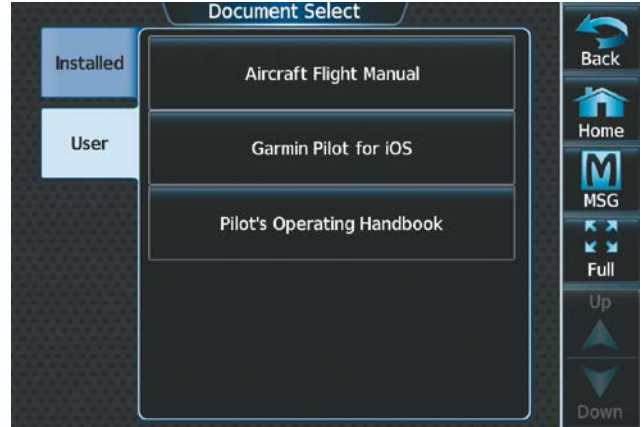 Document Select
Installed
User
Aircraft Flight Manual
Garmin Pilot for iOS
Pilot's Operating Handbook
Back
Home
MSG
Full
Up
Down